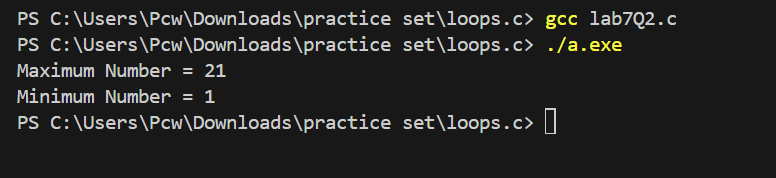 PS C:\Users\Pcw\Downloads\practice set\loops.c> gcc lab7Q2.c
PS C:\Users\Pcw\Downloads\practice set\loops.c> ./a.exe
Maximum Number = 21
Minimum Number = 1
PS C:\Users\Pcw\Downloads\practice set\loops.c>